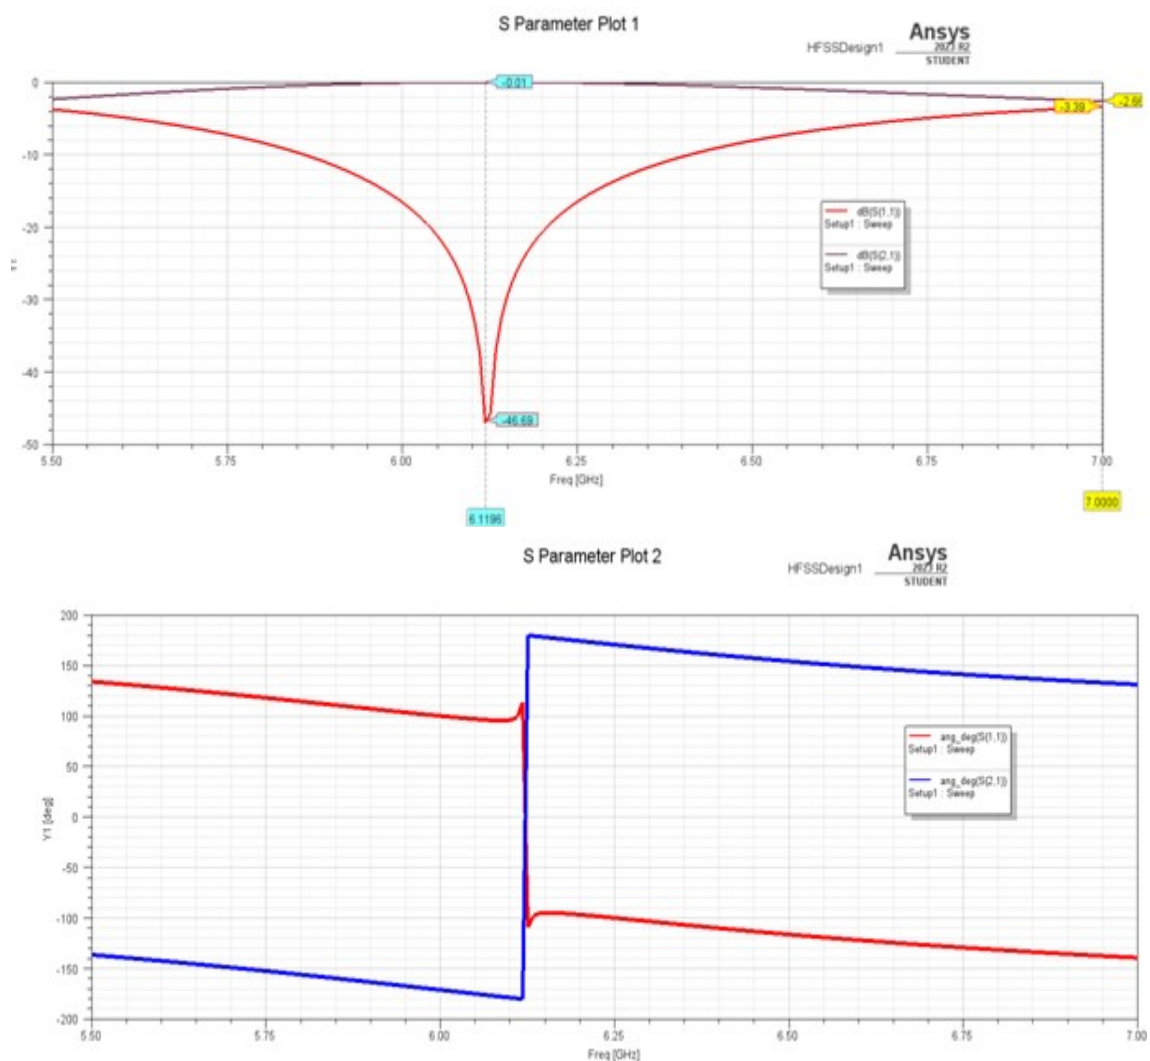 S Parameter Plot 1
Ansys
HFSSDesign1
2023 R2
STUDENT
0
-0.01
-3.39
-2.66
-10
dB(S(1,1))
Setup1 : Sweep
-20
dB(S(2,1))
Setup1 : Sweep
-30
-40
-46.69
-50
5.50
5.75
6.00
6.25
6.50
6.75
7.00
Freq [GHz]
6.1196
7.0000
S Parameter Plot 2
Ansys
HFSSDesign1
2023 R2
STUDENT
200
150
100
ang_deg(S(1,1))
Setup1 : Sweep
50
ang_deg(S(2,1))
Setup1 : Sweep
Y1 [deg]
0
-50
-100
-150
-200
5.50
5.75
6.00
6.25
6.50
6.75
7.00
Freq [GHz]